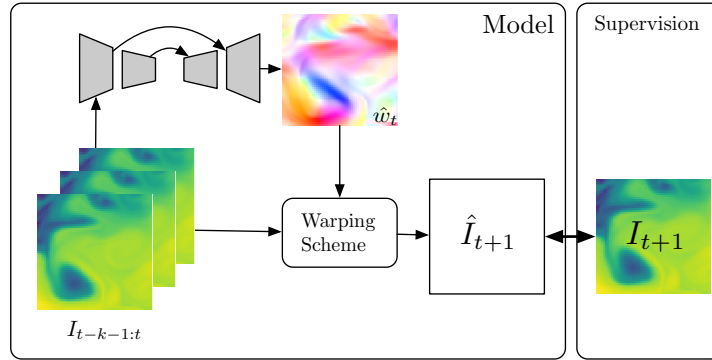 Model
Supervision
ŵ_t
Warping
Scheme
Î_{t+1}
I_{t+1}
I_{t−k−1:t}